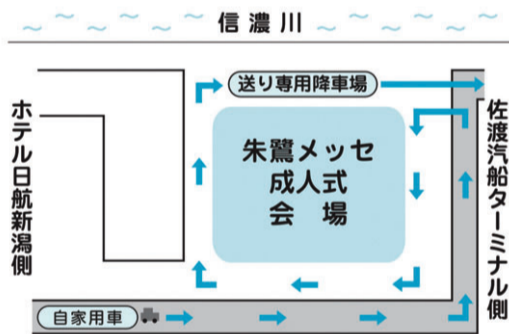 信濃川
送り専用降車場
ホテル日航新潟側
朱鷺メッセ
成人式
会 場
佐渡汽船ターミナル側
自家用車